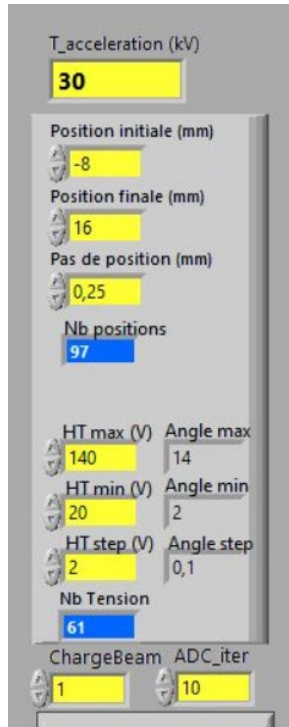 T_acceleration (kV)
30
Position initiale (mm)
-8
Position finale (mm)
16
Pas de position (mm)
0,25
Nb positions
97
HT max (V) Angle max
140 14
HT min (V) Angle min
20 2
HT step (V) Angle step
2 0,1
Nb Tension
61
ChargeBeam ADC_iter
1 10